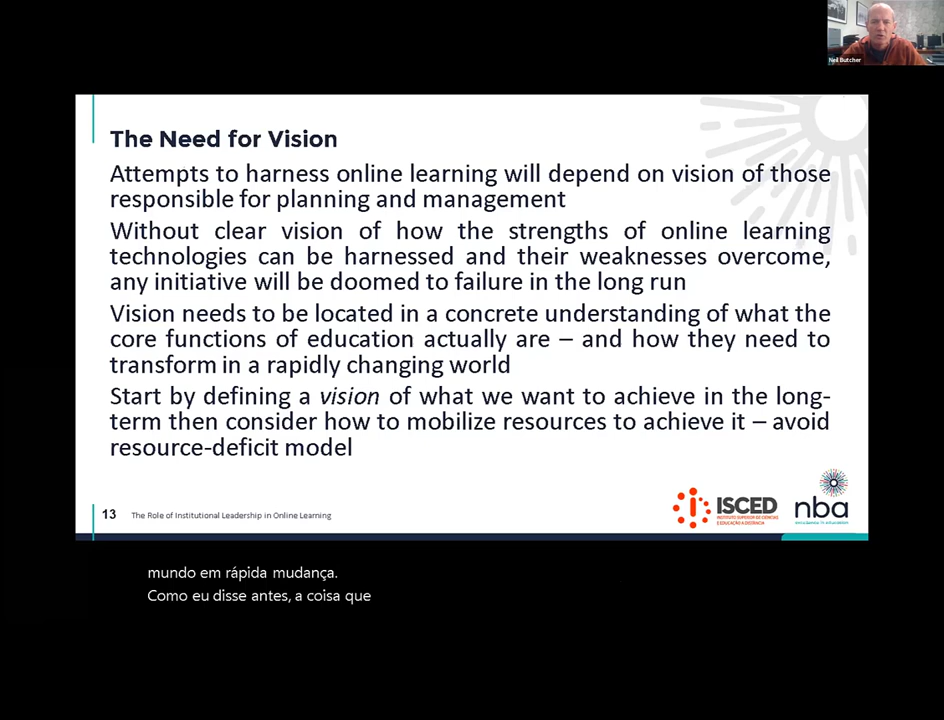 Neil Butcher
The Need for Vision
Attempts to harness online learning will depend on vision of those
responsible for planning and management
Without clear vision of how the strengths of online learning
technologies can be harnessed and their weaknesses overcome,
any initiative will be doomed to failure in the long run
Vision needs to be located in a concrete understanding of what the
core functions of education actually are – and how they need to
transform in a rapidly changing world
Start by defining a vision of what we want to achieve in the long-
term then consider how to mobilize resources to achieve it – avoid
resource-deficit model
13 The Role of Institutional Leadership in Online Learning
ISCED
INSTITUTO SUPERIOR DE CIÊNCIAS
E EDUCAÇÃO A DISTÂNCIA
nba
mundo em rápida mudança.
Como eu disse antes, a coisa que